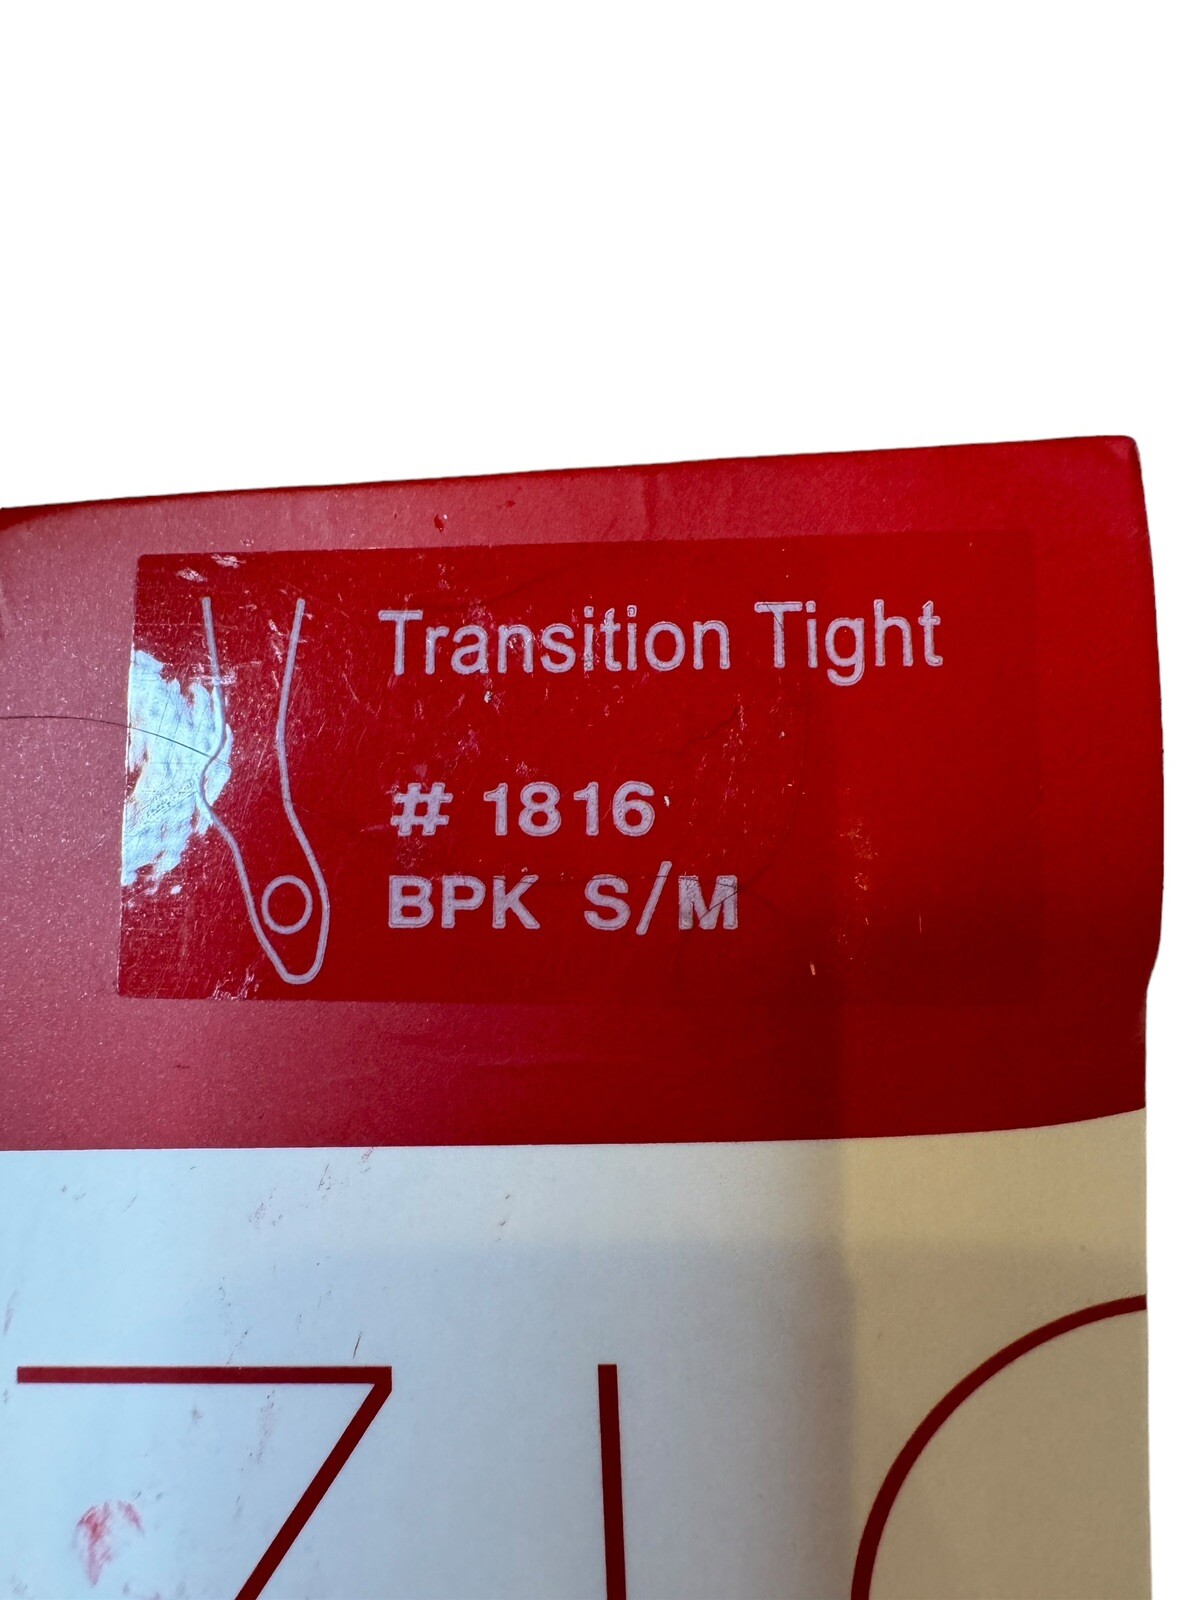 Transition Tight
# 1816
BPK S/M